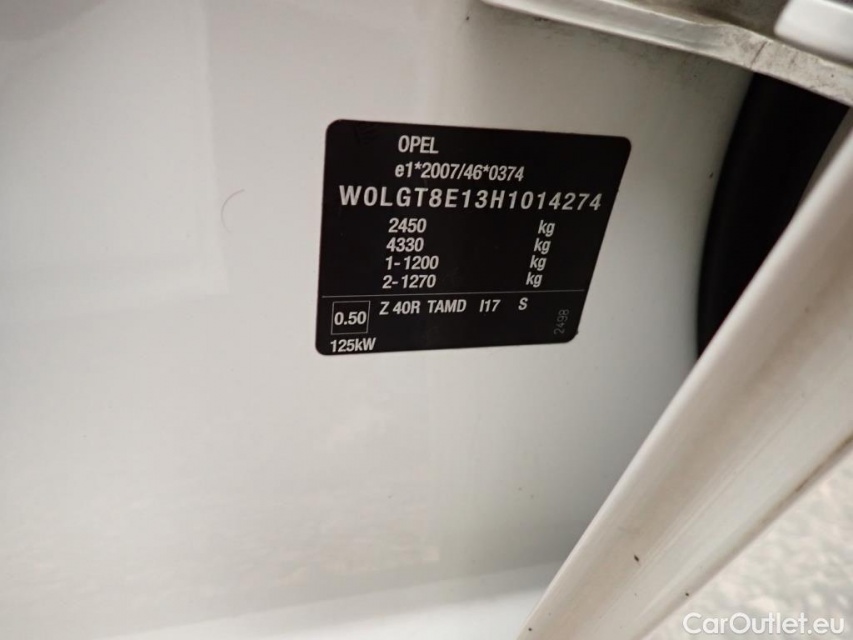 OPEL
e1*2007/46*0374
W0LGT8E13H1014274
2450 kg
4330 kg
1-1200 kg
2-1270 kg
0.50 Z 40R TAMD I17 S
2498
125kW
CarOutlet.eu